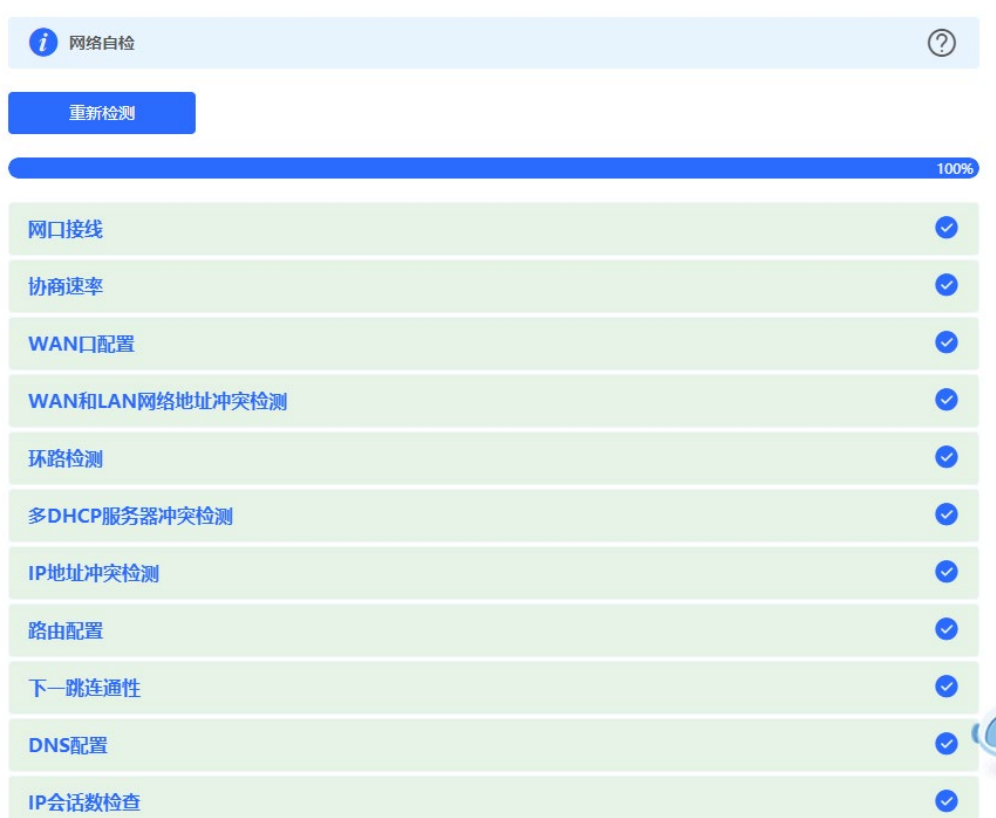 网络自检
重新检测
100%
网口接线
协商速率
WAN口配置
WAN和LAN网络地址冲突检测
环路检测
多DHCP服务器冲突检测
IP地址冲突检测
路由配置
下一跳连通性
DNS配置
IP会话数检查